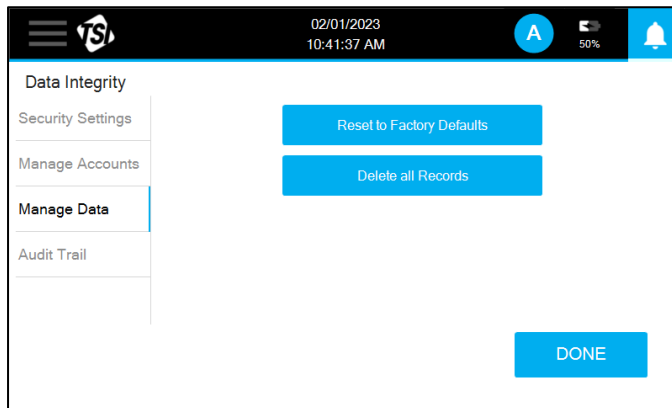 TSI
02/01/2023
10:41:37 AM
A
50%
Data Integrity
Security Settings
Manage Accounts
Manage Data
Audit Trail
Reset to Factory Defaults
Delete all Records
DONE